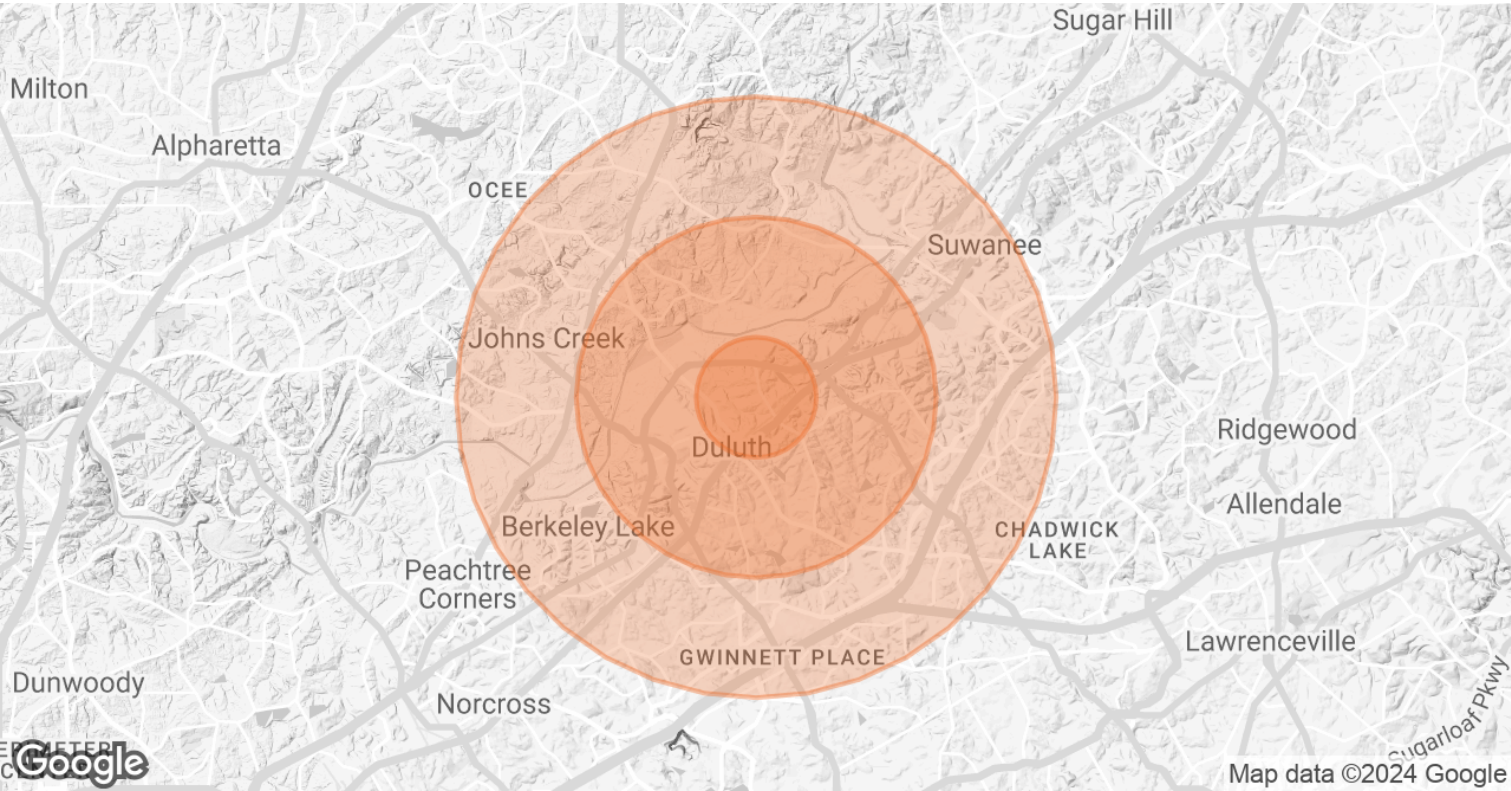 Sugar Hill
Milton
Alpharetta
OCEE
Suwanee
Johns Creek
Duluth
Ridgewood
Allendale
Berkeley Lake
CHADWICK
LAKE
Peachtree
Corners
Lawrenceville
GWINNETT PLACE
Dunwoody
Norcross
Sugarloaf Pkwy
Google
Map data ©2024 Google